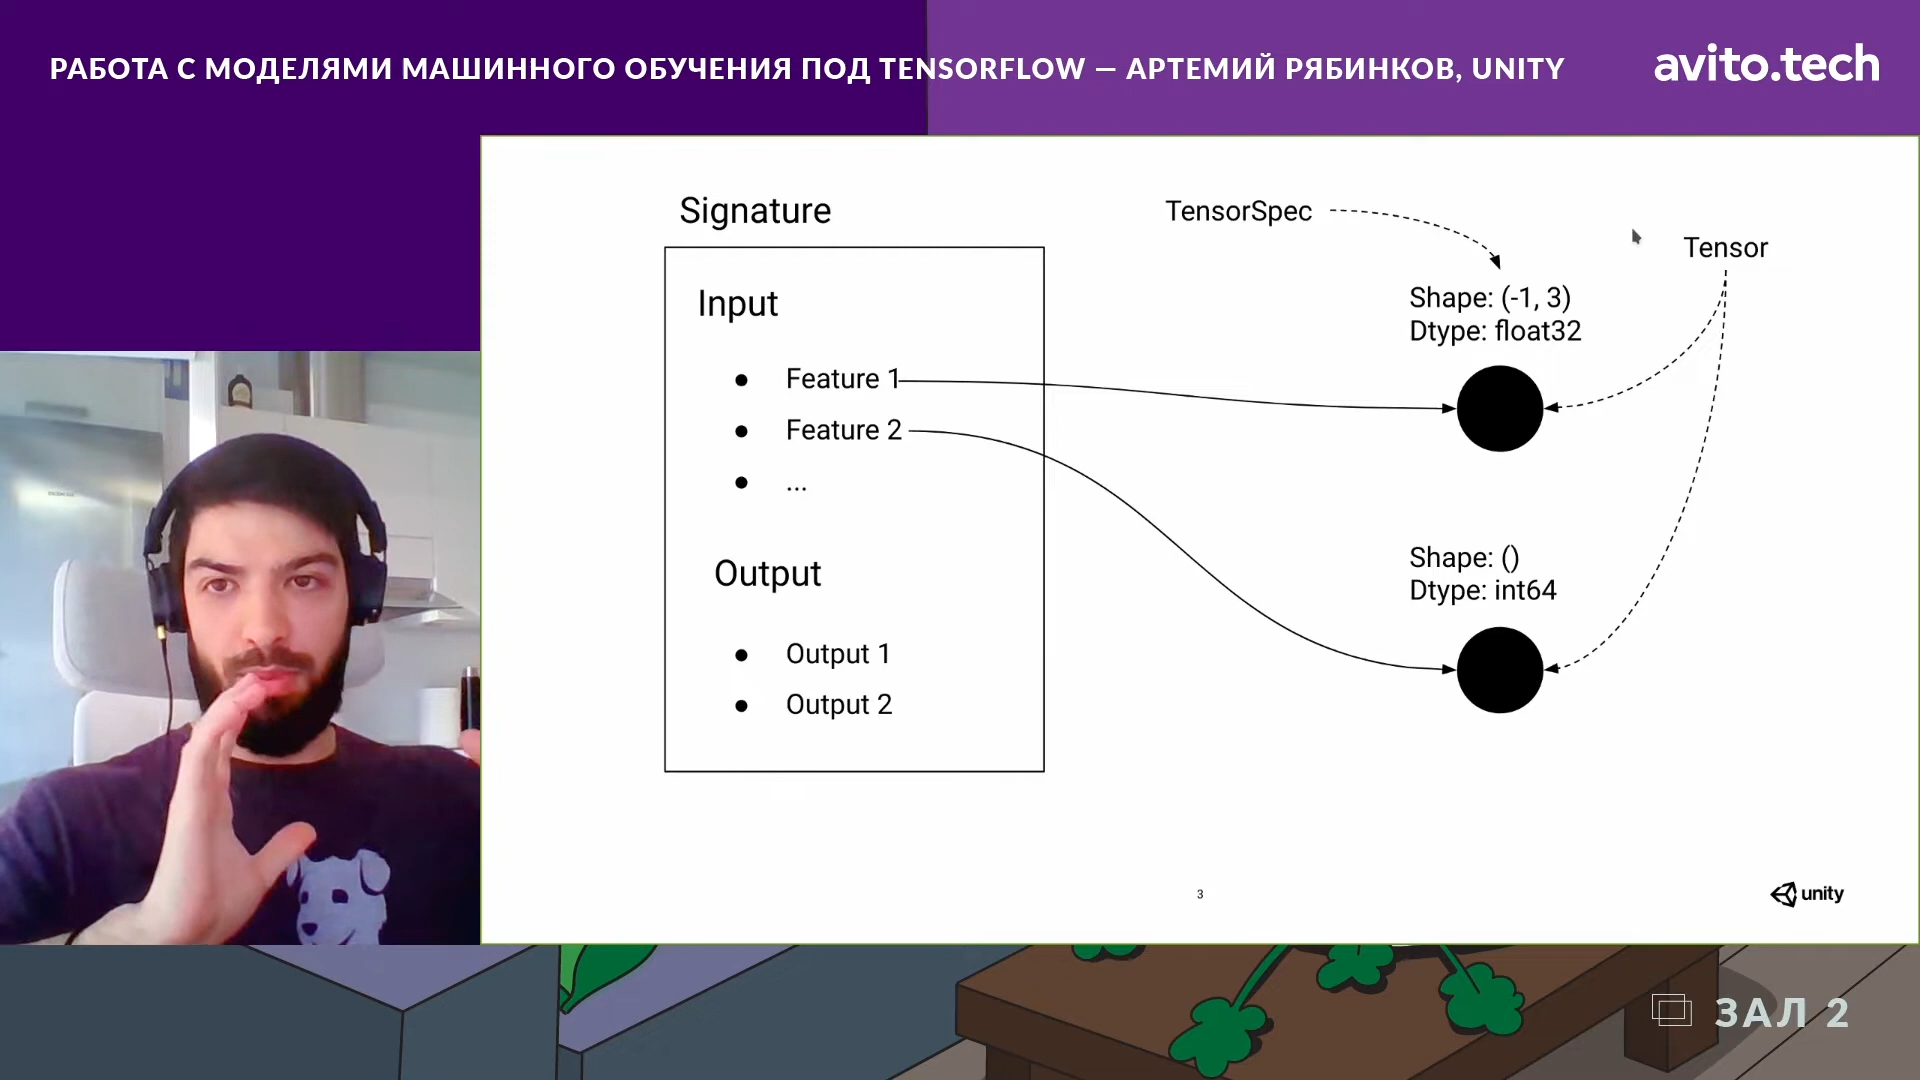 РАБОТА С МОДЕЛЯМИ МАШИННОГО ОБУЧЕНИЯ ПОД TENSORFLOW — АРТЕМИЙ РЯБИНКОВ, UNITY
avito.tech
Signature
Input
● Feature 1
● Feature 2
● ...
Output
● Output 1
● Output 2
TensorSpec
Tensor
Shape: (-1, 3)
Dtype: float32
Shape: ()
Dtype: int64
3
unity
ЗАЛ 2